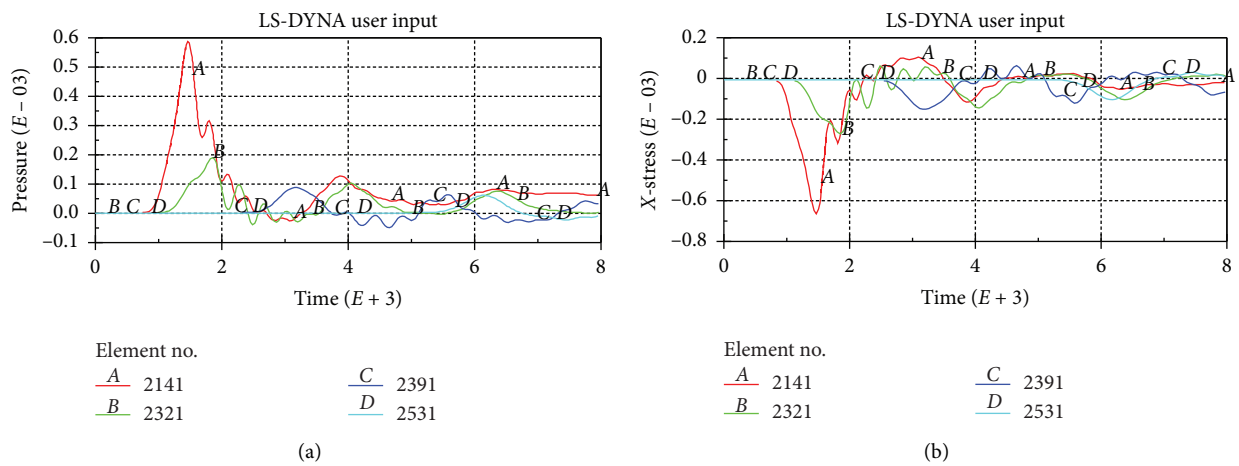 LS-DYNA user input
0.6
0.5
0.4
0.3
0.2
0.1
0.0
–0.1
Pressure (E – 03)
A
B
B C D
C D
A
B C D
A
B
C D
A
B
C D
A
0 2 4 6 8
Time (E + 3)
Element no.
A 2141
B 2321
C 2391
D 2531
(a)
LS-DYNA user input
0.2
0
–0.2
–0.4
–0.6
–0.8
X-stress (E – 03)
B C D
A
B
C D
A
B
C D
A B
C
D
A
B
C D
A
0 2 4 6 8
Time (E + 3)
Element no.
A 2141
B 2321
C 2391
D 2531
(b)